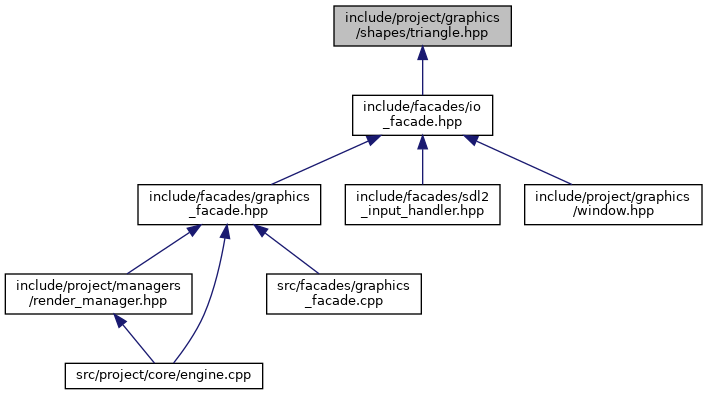 include/project/graphics
/shapes/triangle.hpp
include/facades/io
_facade.hpp
include/facades/graphics
_facade.hpp
include/facades/sdl2
_input_handler.hpp
include/project/graphics
/window.hpp
include/project/managers
/render_manager.hpp
src/facades/graphics
_facade.cpp
src/project/core/engine.cpp